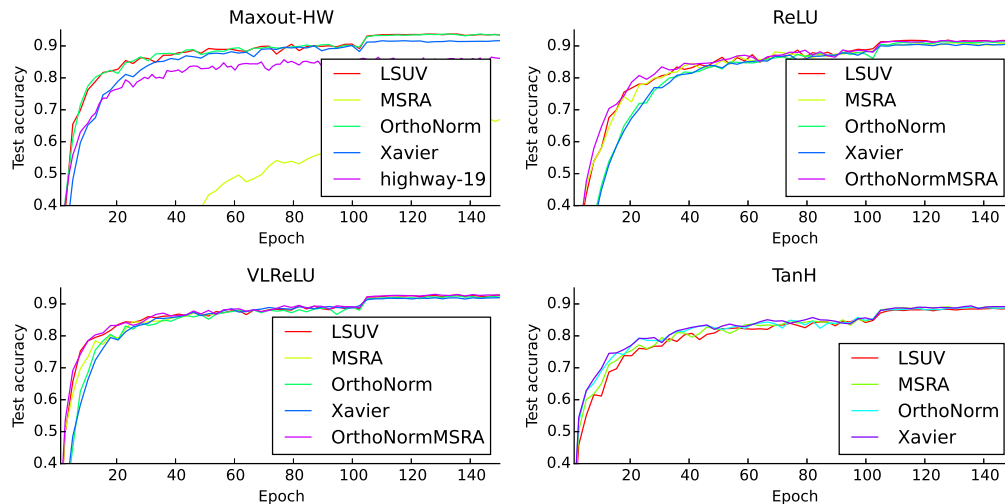 Maxout-HW
Test accuracy
0.9
0.8
0.7
0.6
0.5
0.4
LSUV
MSRA
OrthoNorm
Xavier
highway-19
20 40 60 80 100 120 140
Epoch
ReLU
Test accuracy
0.9
0.8
0.7
0.6
0.5
0.4
LSUV
MSRA
OrthoNorm
Xavier
OrthoNormMSRA
20 40 60 80 100 120 140
Epoch
VLReLU
Test accuracy
0.9
0.8
0.7
0.6
0.5
0.4
LSUV
MSRA
OrthoNorm
Xavier
OrthoNormMSRA
20 40 60 80 100 120 140
Epoch
TanH
Test accuracy
0.9
0.8
0.7
0.6
0.5
0.4
LSUV
MSRA
OrthoNorm
Xavier
20 40 60 80 100 120 140
Epoch